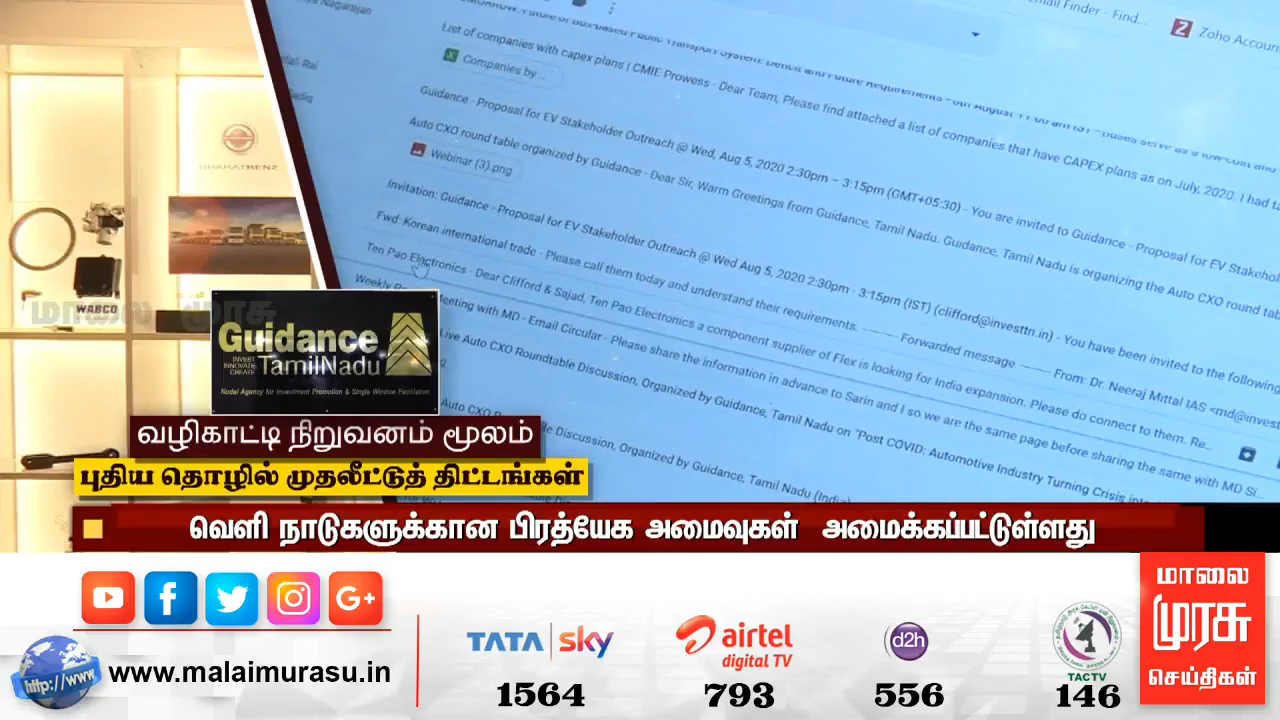 Email Finder - Find...
Zoho Accoun
Nagarajan
List of companies with capex plans | CMIE Prowess - Dear Team, Please find attached a list of companies that have CAPEX plans as on July, 2020. I had ta
Companies by ..
Guidance - Proposal for EV Stakeholder Outreach @ Wed, Aug 5, 2020 2:30pm – 3:15pm (GMT+05:30) - You are invited to Guidance - Proposal for EV Stakeho
Auto CXO round table organized by Guidance - Dear Sir, Warm Greetings from Guidance, Tamil Nadu. Guidance, Tamil Nadu is organizing the Auto CXO round tab
Webinar (3).png
Invitation: Guidance - Proposal for EV Stakeholder Outreach @ Wed Aug 5, 2020 2:30pm - 3:15pm (IST) (clifford@investtn.in) - You have been invited to the following
Fwd: Korean international trade - Please call them today and understand their requirements. -------- Forwarded message -------- From: Dr. Neeraj Mittal IAS <md@invest
Ten Pao Electronics - Dear Clifford & Sajad, Ten Pao Electronics a component supplier of Flex is looking for India expansion. Please do connect to them. Re...
Weekly Meeting with MD - Email Circular - Please share the information in advance to Sarin and I so we are the same page before sharing the same with MD Si...
Live Auto CXO Roundtable Discussion, Organized by Guidance, Tamil Nadu on "Post COVID: Automotive Industry Turning Crisis into
Auto CXO Discussion, Organized by Guidance, Tamil Nadu (India)
BHARATBENZ
WABCO
மாலை முரசு
Guidance
INVEST
INNOVATE
CREATE
TamilNadu
Nodal Agency for Investment Promotion & Single Window Facilitation
வழிகாட்டி நிறுவனம் மூலம்
புதிய தொழில் முதலீட்டுத் திட்டங்கள்
வெளி நாடுகளுக்கான பிரத்யேக அமைவுகள் அமைக்கப்பட்டுள்ளது
G+
http://www
www.malaimurasu.in
TATA sky
1564
airtel
digital TV
793
d2h
556
TACTV
146
மாலை
முரசு
செய்திகள்